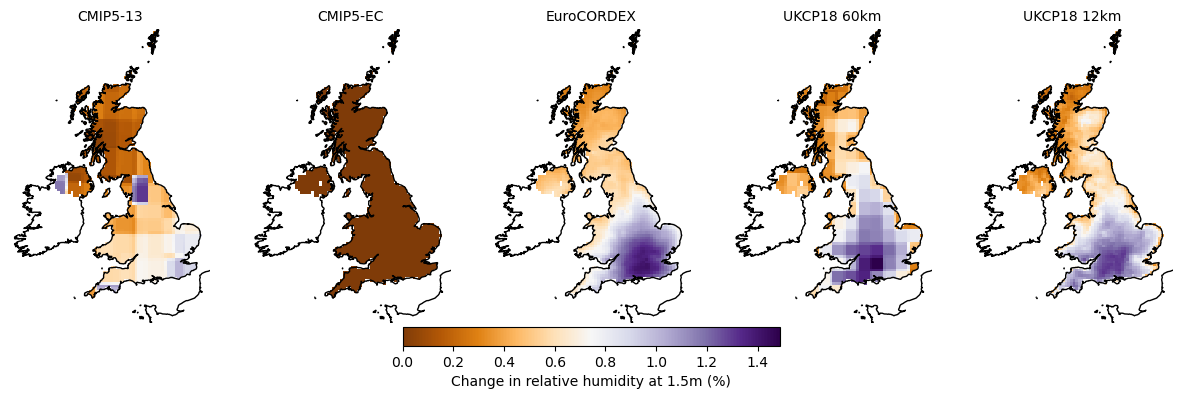 CMIP5-13 CMIP5-EC EuroCORDEX UKCP18 60km UKCP18 12km
0.0 0.2 0.4 0.6 0.8 1.0 1.2 1.4
Change in relative humidity at 1.5m (%)